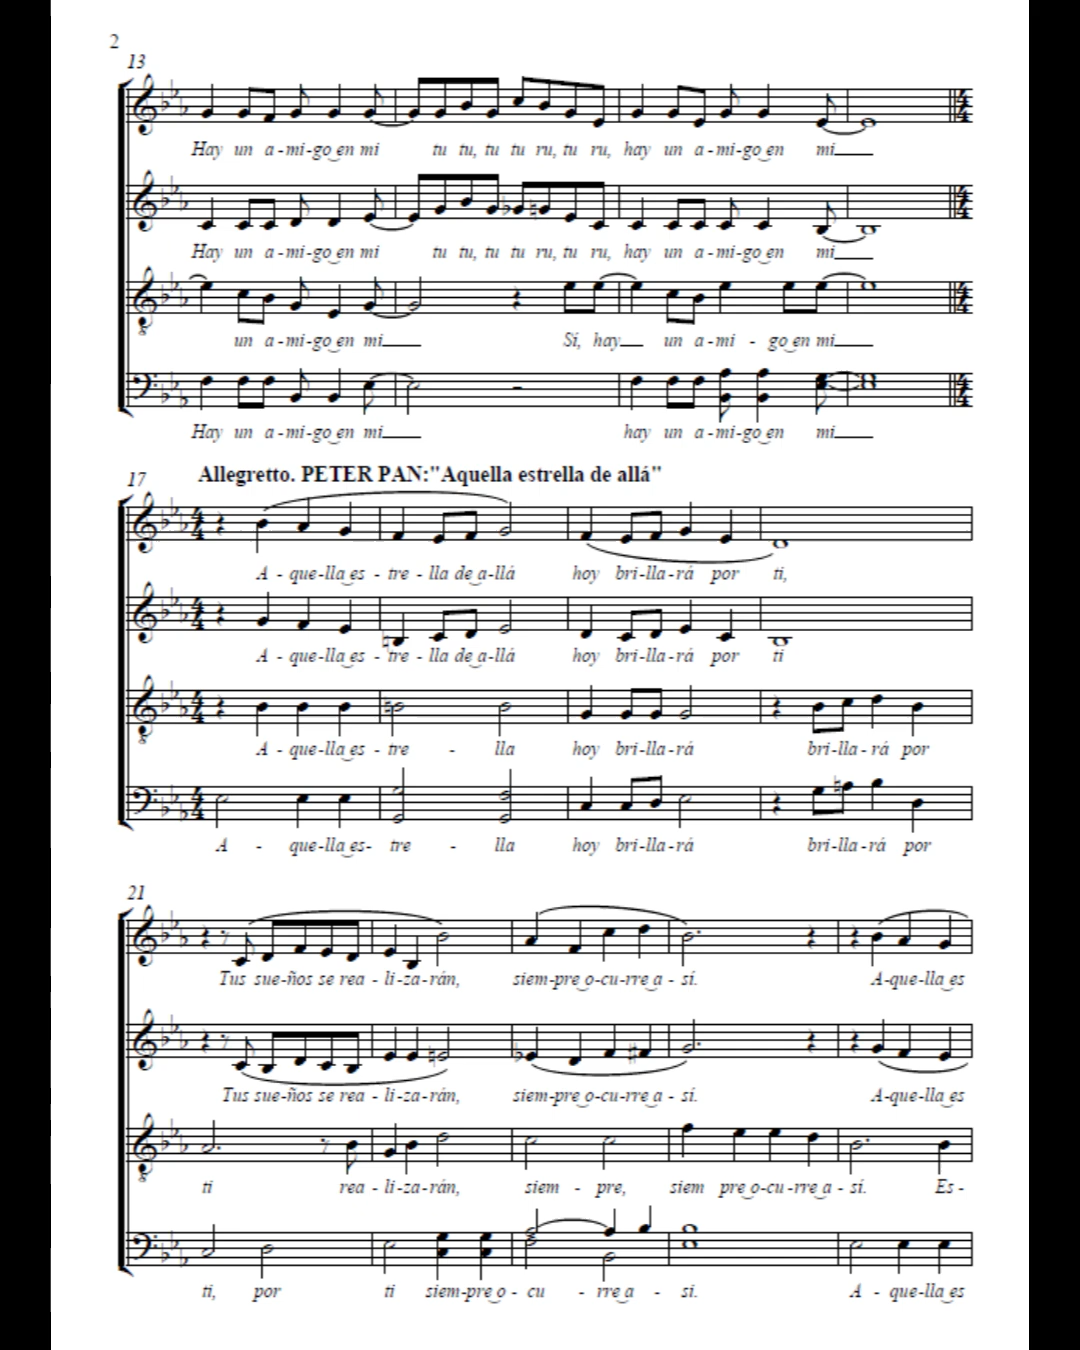 2
13
Hay un a-mi-go en mi tu tu, tu tu ru, tu ru, hay un a-mi-go en mi
Hay un a-mi-go en mi tu tu, tu tu ru, tu ru, hay un a-mi-go en mi
un a-mi-go en mi Sí, hay un a-mi - go en mi
Hay un a-mi-go en mi hay un a-mi-go en mi
17 Allegretto. PETER PAN:"Aquella estrella de allá"
4 4
A - que-lla es - tre - lla de a-llá hoy bri-lla-rá por ti,
A - que-lla es - tre - lla de a-llá hoy bri-lla-rá por ti
8
A - que-lla es - tre - lla hoy bri-lla-rá bri-lla-rá por
A - que-lla es- tre - lla hoy bri-lla-rá bri-lla-rá por
21
Tus sue-ños se rea - li-za-rán, siem-pre o-cu-rre a - sí. A-que-lla es
Tus sue-ños se rea - li-za-rán, siem-pre o-cu-rre a - sí. A-que-lla es
ti rea - li-za-rán, siem - pre, siem pre o-cu-rre a - sí. Es-
ti, por ti siem-pre o - cu - rre a - sí. A - que-lla es